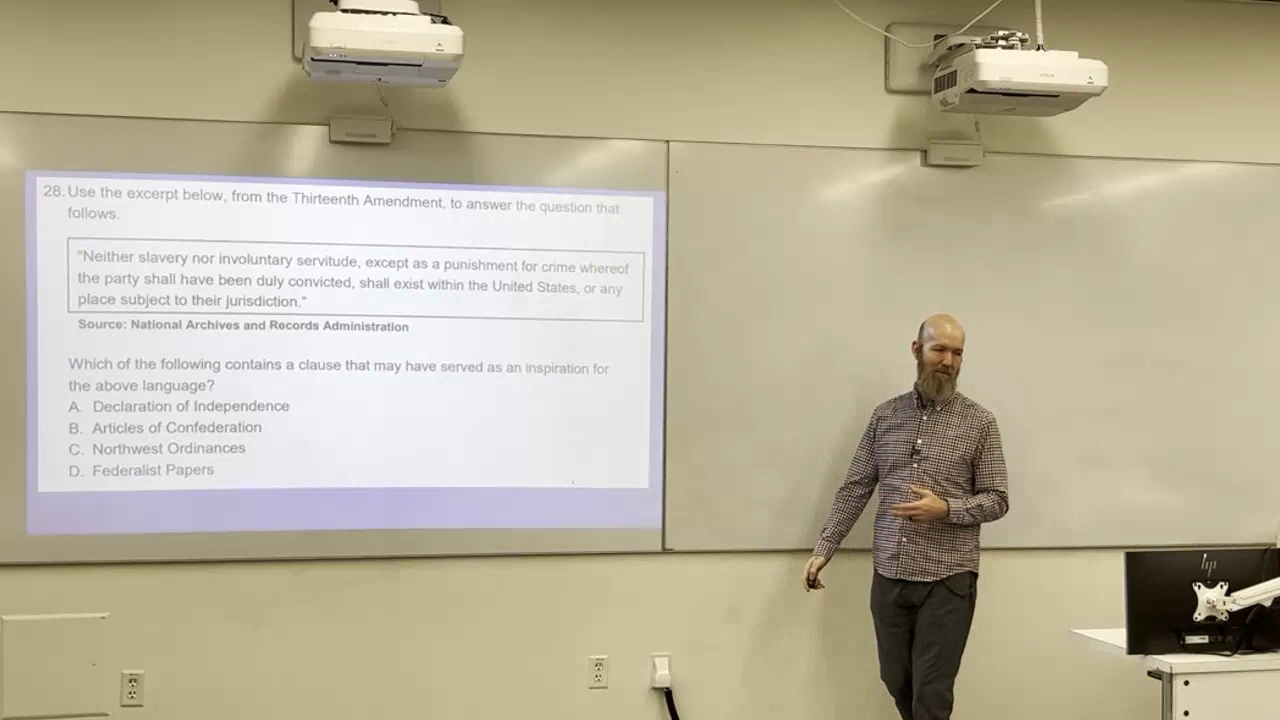 28. Use the excerpt below, from the Thirteenth Amendment, to answer the question that
follows.
"Neither slavery nor involuntary servitude, except as a punishment for crime whereof
the party shall have been duly convicted, shall exist within the United States, or any
place subject to their jurisdiction."
Source: National Archives and Records Administration
Which of the following contains a clause that may have served as an inspiration for
the above language?
A. Declaration of Independence
B. Articles of Confederation
C. Northwest Ordinances
D. Federalist Papers
hp